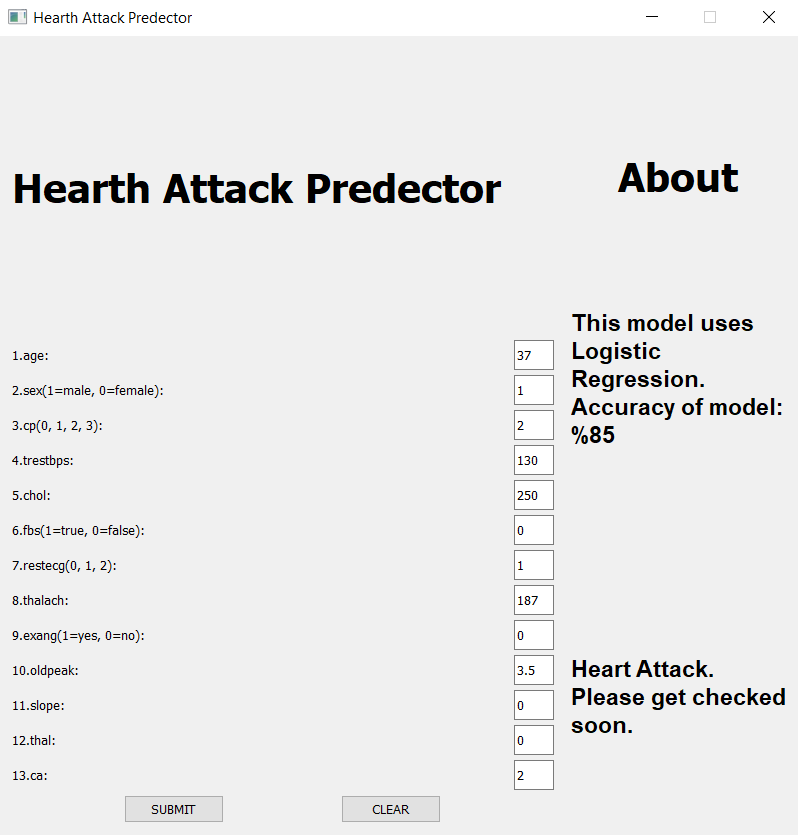 Hearth Attack Predector
Hearth Attack Predector
About
This model uses
Logistic
Regression.
Accuracy of model:
%85
1.age: 37
2.sex(1=male, 0=female): 1
3.cp(0, 1, 2, 3): 2
4.trestbps: 130
5.chol: 250
6.fbs(1=true, 0=false): 0
7.restecg(0, 1, 2): 1
8.thalach: 187
9.exang(1=yes, 0=no): 0
10.oldpeak: 3.5
11.slope: 0
12.thal: 0
13.ca: 2
Heart Attack.
Please get checked
soon.
SUBMIT
CLEAR